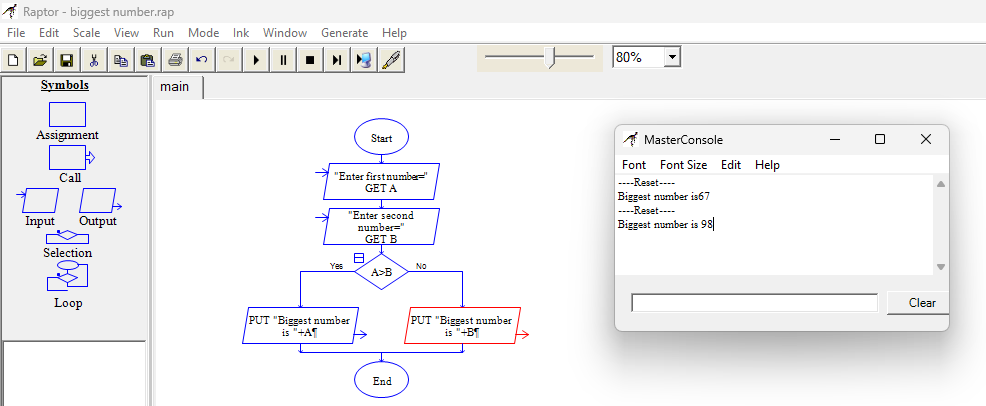 Raptor - biggest number.rap
File Edit Scale View Run Mode Ink Window Generate Help
80%
Symbols
Assignment
Call
Input Output
Selection
Loop
main
Start
"Enter first number="
GET A
"Enter second
number="
GET B
Yes A>B No
PUT "Biggest number
is "+A¶
PUT "Biggest number
is "+B¶
End
MasterConsole
Font Font Size Edit Help
----Reset----
Biggest number is67
----Reset----
Biggest number is 98
Clear